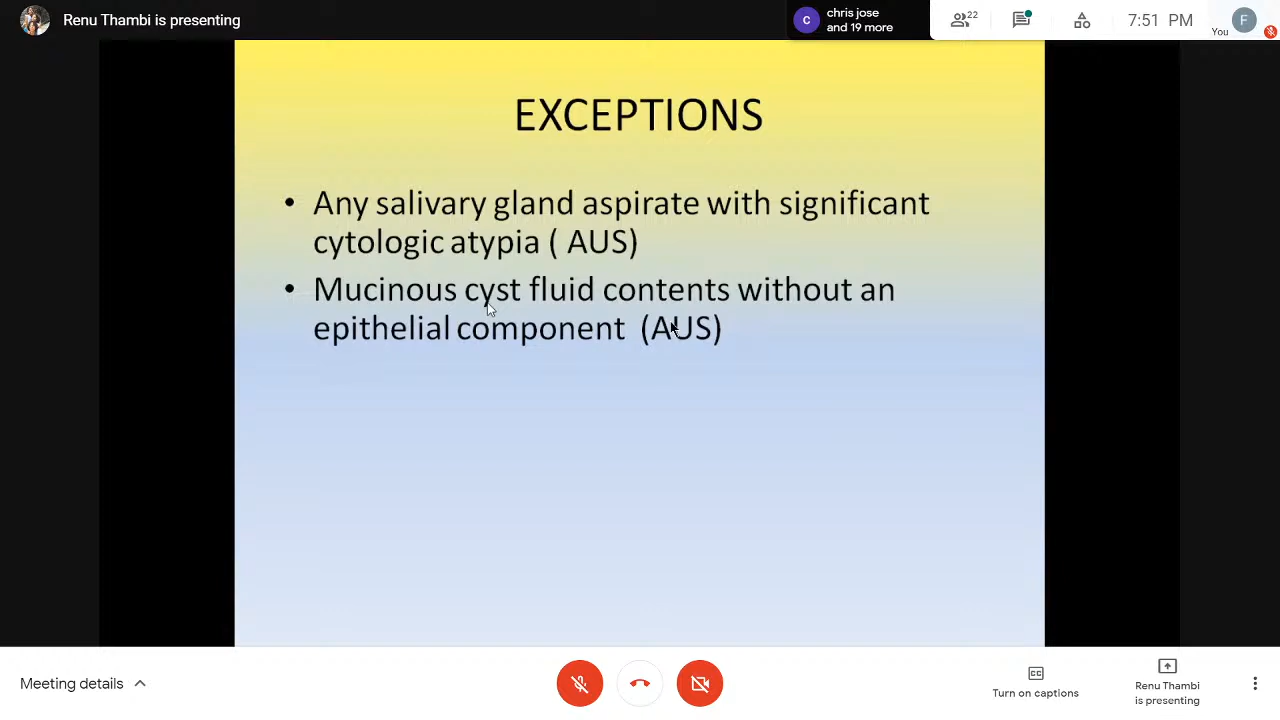 Renu Thambi is presenting
C
chris jose
and 19 more
22
7:51 PM
You
F
EXCEPTIONS
• Any salivary gland aspirate with significant
cytologic atypia ( AUS)
• Mucinous cyst fluid contents without an
epithelial component (AUS)
Meeting details
CC
Turn on captions
Renu Thambi
is presenting